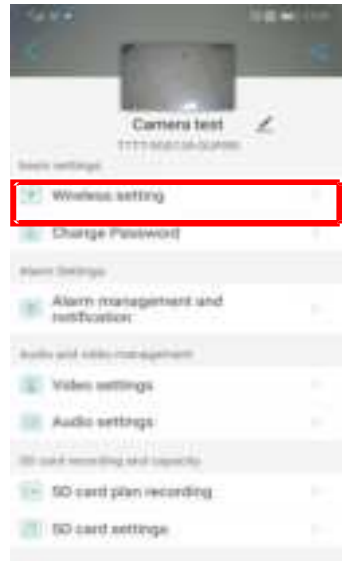 Camera test
Basic settings
Wireless setting
Change Password
Alarm Settings
Alarm management and
notification
Audio and video management
Video settings
Audio settings
SD card recording and capacity
SD card plan recording
SD card settings